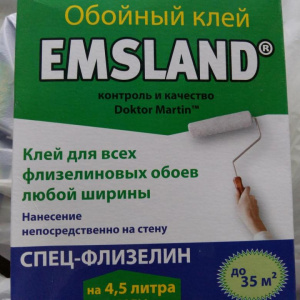 Обойный клей
EMSLAND®
контроль и качество
Doktor Martin™
Клей для всех
флизелиновых обоев
любой ширины
Нанесение
непосредственно на стену
СПЕЦ-ФЛИЗЕЛИН
на 4,5 литра
до
35 м²